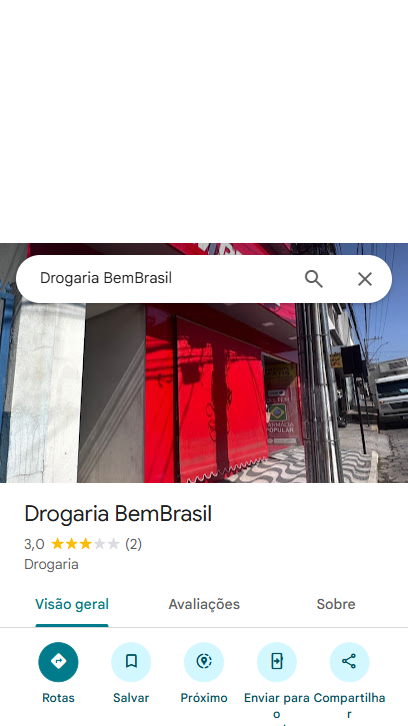 Drogaria BemBrasil
FARMÁCIA
POPULAR
Drogaria BemBrasil
3,0 (2)
Drogaria
Visão geral
Avaliações
Sobre
Rotas
Salvar
Próximo
Enviar para
o
Compartilha
r